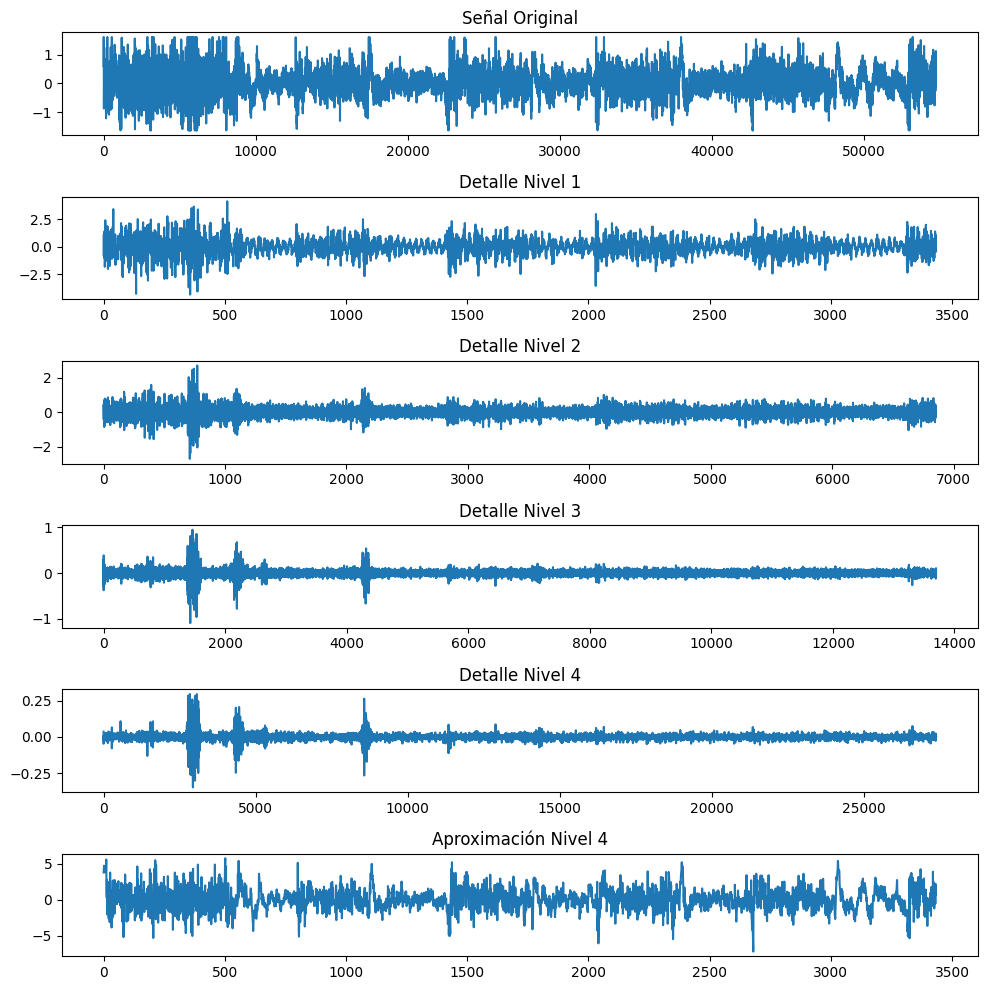 Señal Original
1
0
−1
0 10000 20000 30000 40000 50000
Detalle Nivel 1
2.5
0.0
−2.5
0 500 1000 1500 2000 2500 3000 3500
Detalle Nivel 2
2
0
−2
0 1000 2000 3000 4000 5000 6000 7000
Detalle Nivel 3
1
0
−1
0 2000 4000 6000 8000 10000 12000 14000
Detalle Nivel 4
0.25
0.00
−0.25
0 5000 10000 15000 20000 25000
Aproximación Nivel 4
5
0
−5
0 500 1000 1500 2000 2500 3000 3500